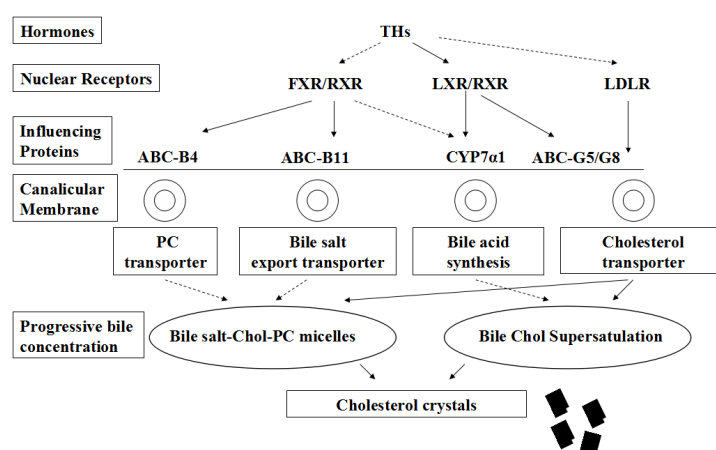 Hormones
THs
Nuclear Receptors
FXR/RXR
LXR/RXR
LDLR
Influencing
Proteins
ABC-B4
ABC-B11
CYP7α1
ABC-G5/G8
Canalicular
Membrane
PC
transporter
Bile salt
export transporter
Bile acid
synthesis
Cholesterol
transporter
Progressive bile
concentration
Bile salt-Chol-PC micelles
Bile Chol Supersatulation
Cholesterol crystals